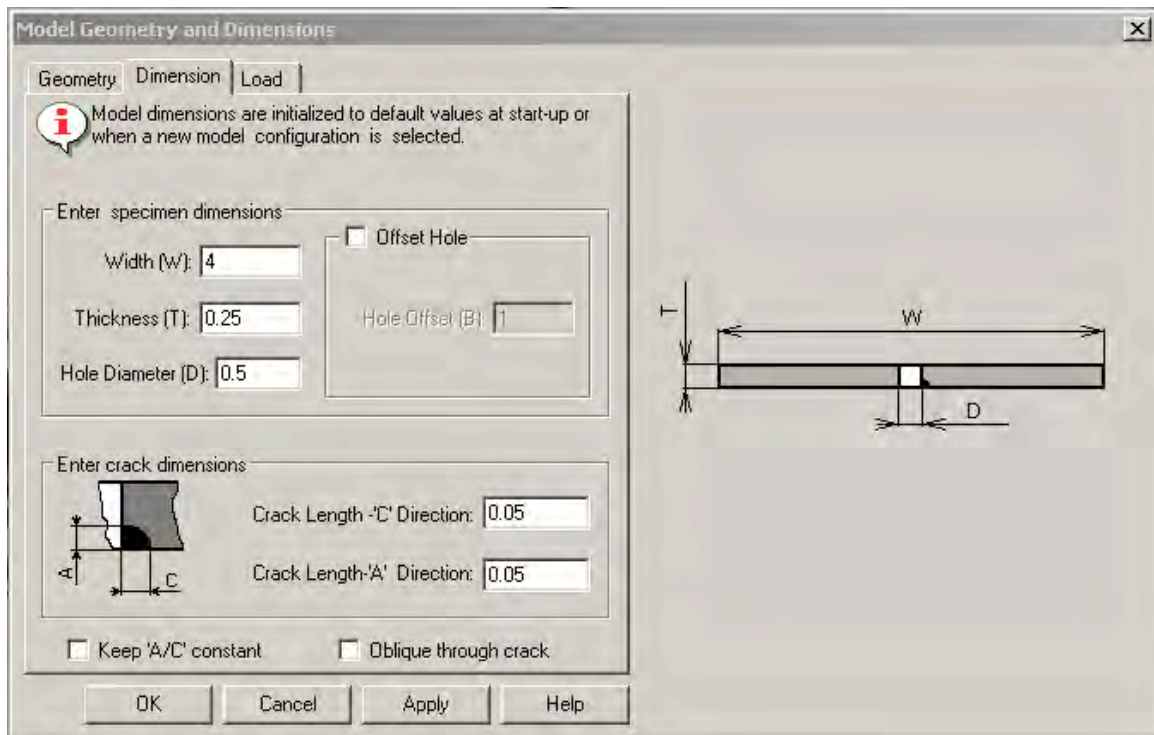 Model Geometry and Dimensions
Geometry
Dimension
Load
Model dimensions are initialized to default values at start-up or
when a new model configuration is selected.
Enter specimen dimensions
Width (W): 4
Thickness (T): 0.25
Hole Diameter (D): 0.5
Offset Hole
Hole Offset (B): 1
Enter crack dimensions
A
C
Crack Length -'C' Direction: 0.05
Crack Length-'A' Direction: 0.05
Keep 'A/C' constant
Oblique through crack
OK
Cancel
Apply
Help
T
W
D